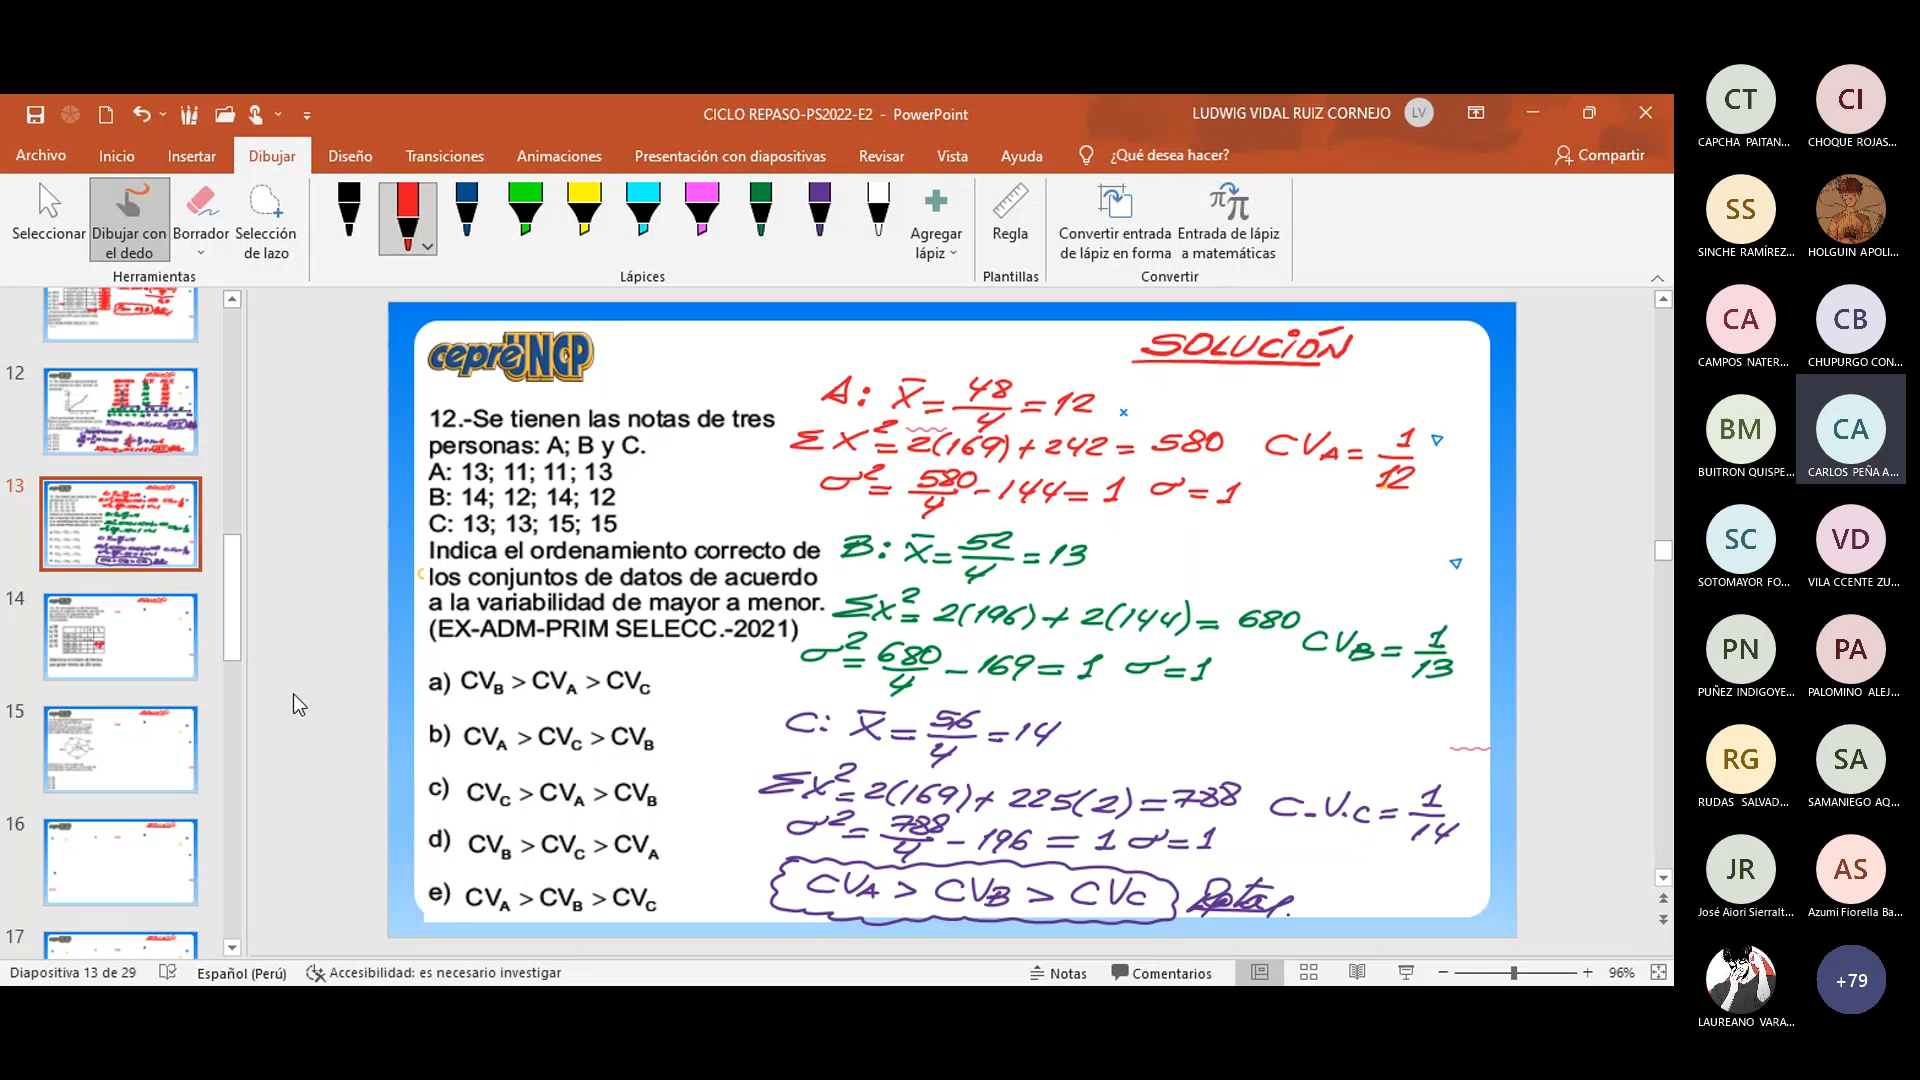 CICLO REPASO-PS2022-E2 - PowerPoint
LUDWIG VIDAL RUIZ CORNEJO
LV
Archivo Inicio Insertar Dibujar Diseño Transiciones Animaciones Presentación con diapositivas Revisar Vista Ayuda ¿Qué desea hacer? Compartir
Seleccionar
Dibujar con el dedo
Borrador
Selección de lazo
Agregar lápiz
Regla
Convertir entrada de lápiz en forma
Entrada de lápiz a matemáticas
Herramientas
Lápices
Plantillas
Convertir
12
13
14
15
16
17
cepreUNCP
SOLUCIÓN
12.-Se tienen las notas de tres
personas: A; B y C.
A: 13; 11; 11; 13
B: 14; 12; 14; 12
C: 13; 13; 15; 15
Indica el ordenamiento correcto de
los conjuntos de datos de acuerdo
a la variabilidad de mayor a menor.
(EX-ADM-PRIM SELECC.-2021)
a) CVB > CVA > CVC
b) CVA > CVC > CVB
c) CVC > CVA > CVB
d) CVB > CVC > CVA
e) CVA > CVB > CVC
A: x̄ = 48/4 = 12
Σx² = 2(169) + 242 = 580
CVA = 1/12
σ² = 580/4 - 144 = 1 σ = 1
B: x̄ = 52/4 = 13
Σx² = 2(196) + 2(144) = 680
CVB = 1/13
σ² = 680/4 - 169 = 1 σ = 1
C: x̄ = 56/4 = 14
Σx² = 2(169) + 225(2) = 788
C.V.C = 1/14
σ² = 788/4 - 196 = 1 σ = 1
CVA > CVB > CVC Rpta.
Diapositiva 13 de 29
Español (Perú)
Accesibilidad: es necesario investigar
Notas
Comentarios
96%
CT
CAPCHA PAITAN...
CI
CHOQUE ROJAS...
SS
SINCHE RAMÍREZ...
HOLGUIN APOLI...
CA
CAMPOS NATER...
CB
CHUPURGO CON...
BM
BUITRON QUISPE...
CA
CARLOS PEÑA A...
SC
SOTOMAYOR FO...
VD
VILA CCENTE ZU...
PN
PUÑEZ INDIGOYE...
PA
PALOMINO ALEJ...
RG
RUDAS SALVAD...
SA
SAMANIEGO AQ...
JR
José Aiori Sierralt...
AS
Azumi Fiorella Ba...
LAUREANO VARA...
+79